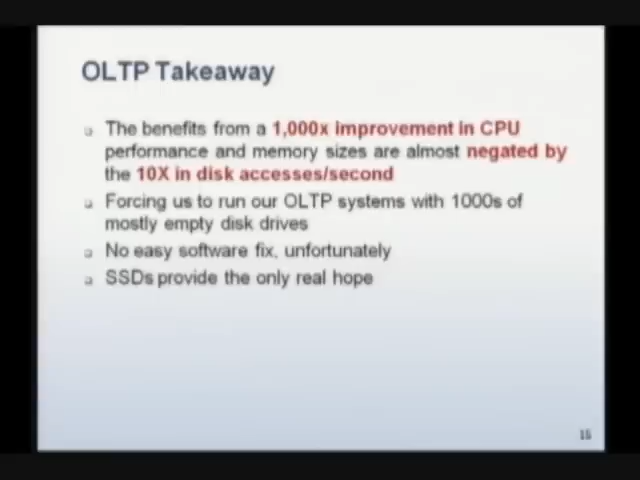 OLTP Takeaway
The benefits from a 1,000x improvement in CPU
performance and memory sizes are almost negated by
the 10X in disk accesses/second
Forcing us to run our OLTP systems with 1000s of
mostly empty disk drives
No easy software fix, unfortunately
SSDs provide the only real hope
15